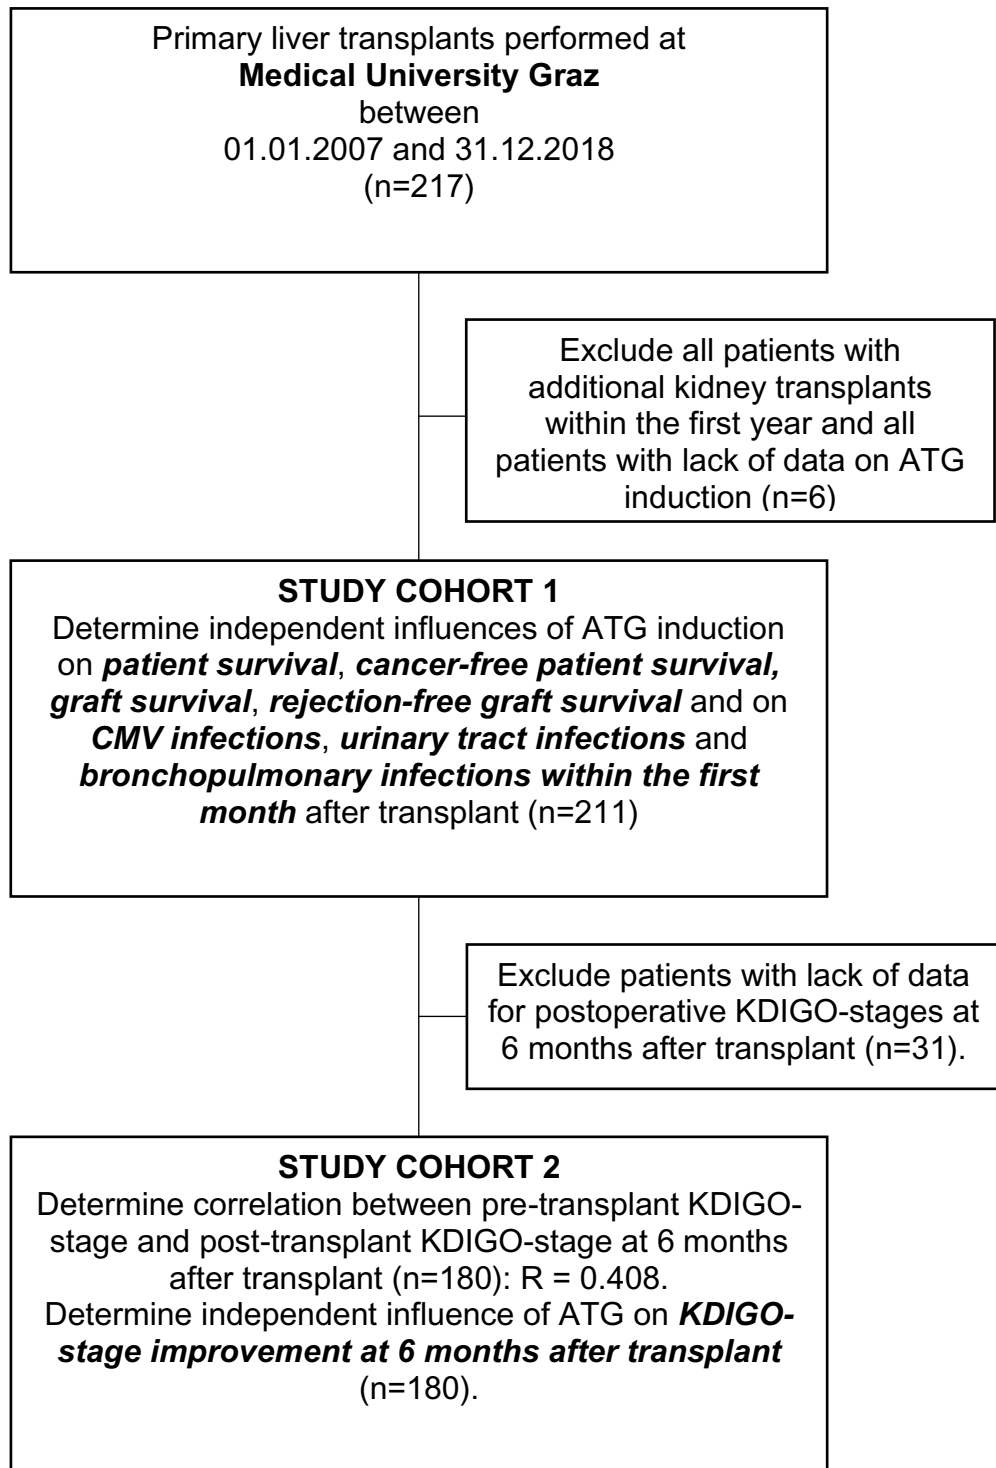 Primary liver transplants performed at
Medical University Graz
between
01.01.2007 and 31.12.2018
(n=217)
Exclude all patients with
additional kidney transplants
within the first year and all
patients with lack of data on ATG
induction (n=6)
STUDY COHORT 1
Determine independent influences of ATG induction
on patient survival, cancer-free patient survival,
graft survival, rejection-free graft survival and on
CMV infections, urinary tract infections and
bronchopulmonary infections within the first
month after transplant (n=211)
Exclude patients with lack of data
for postoperative KDIGO-stages at
6 months after transplant (n=31).
STUDY COHORT 2
Determine correlation between pre-transplant KDIGO-
stage and post-transplant KDIGO-stage at 6 months
after transplant (n=180): R = 0.408.
Determine independent influence of ATG on KDIGO-
stage improvement at 6 months after transplant
(n=180).